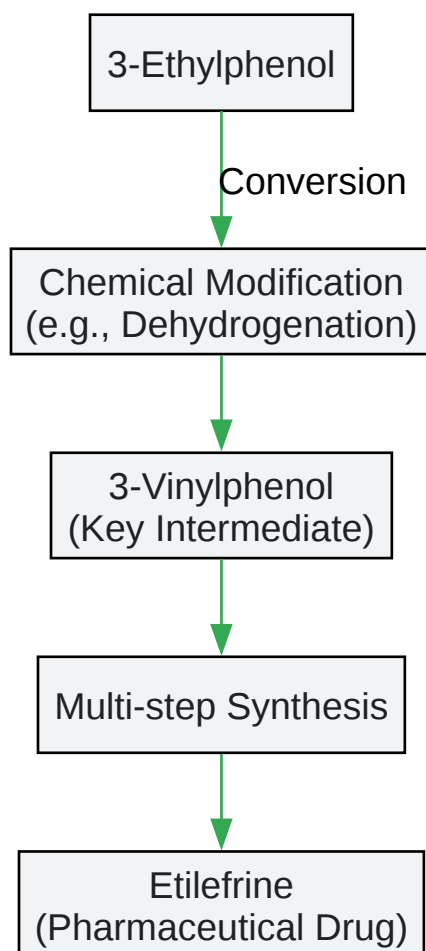 3-Ethylphenol
Conversion
Chemical Modification
(e.g., Dehydrogenation)
3-Vinylphenol
(Key Intermediate)
Multi-step Synthesis
Etilefrine
(Pharmaceutical Drug)